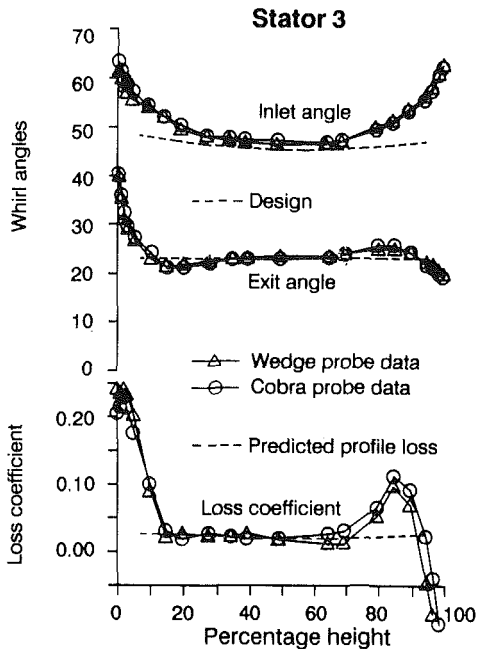 Stator 3
70
60
50
40
30
20
10
0
Whirl angles
Inlet angle
Design
Exit angle
Wedge probe data
Cobra probe data
Predicted profile loss
Loss coefficient
0.20
0.10
0.00
Loss coefficient
0 20 40 60 80 100
Percentage height